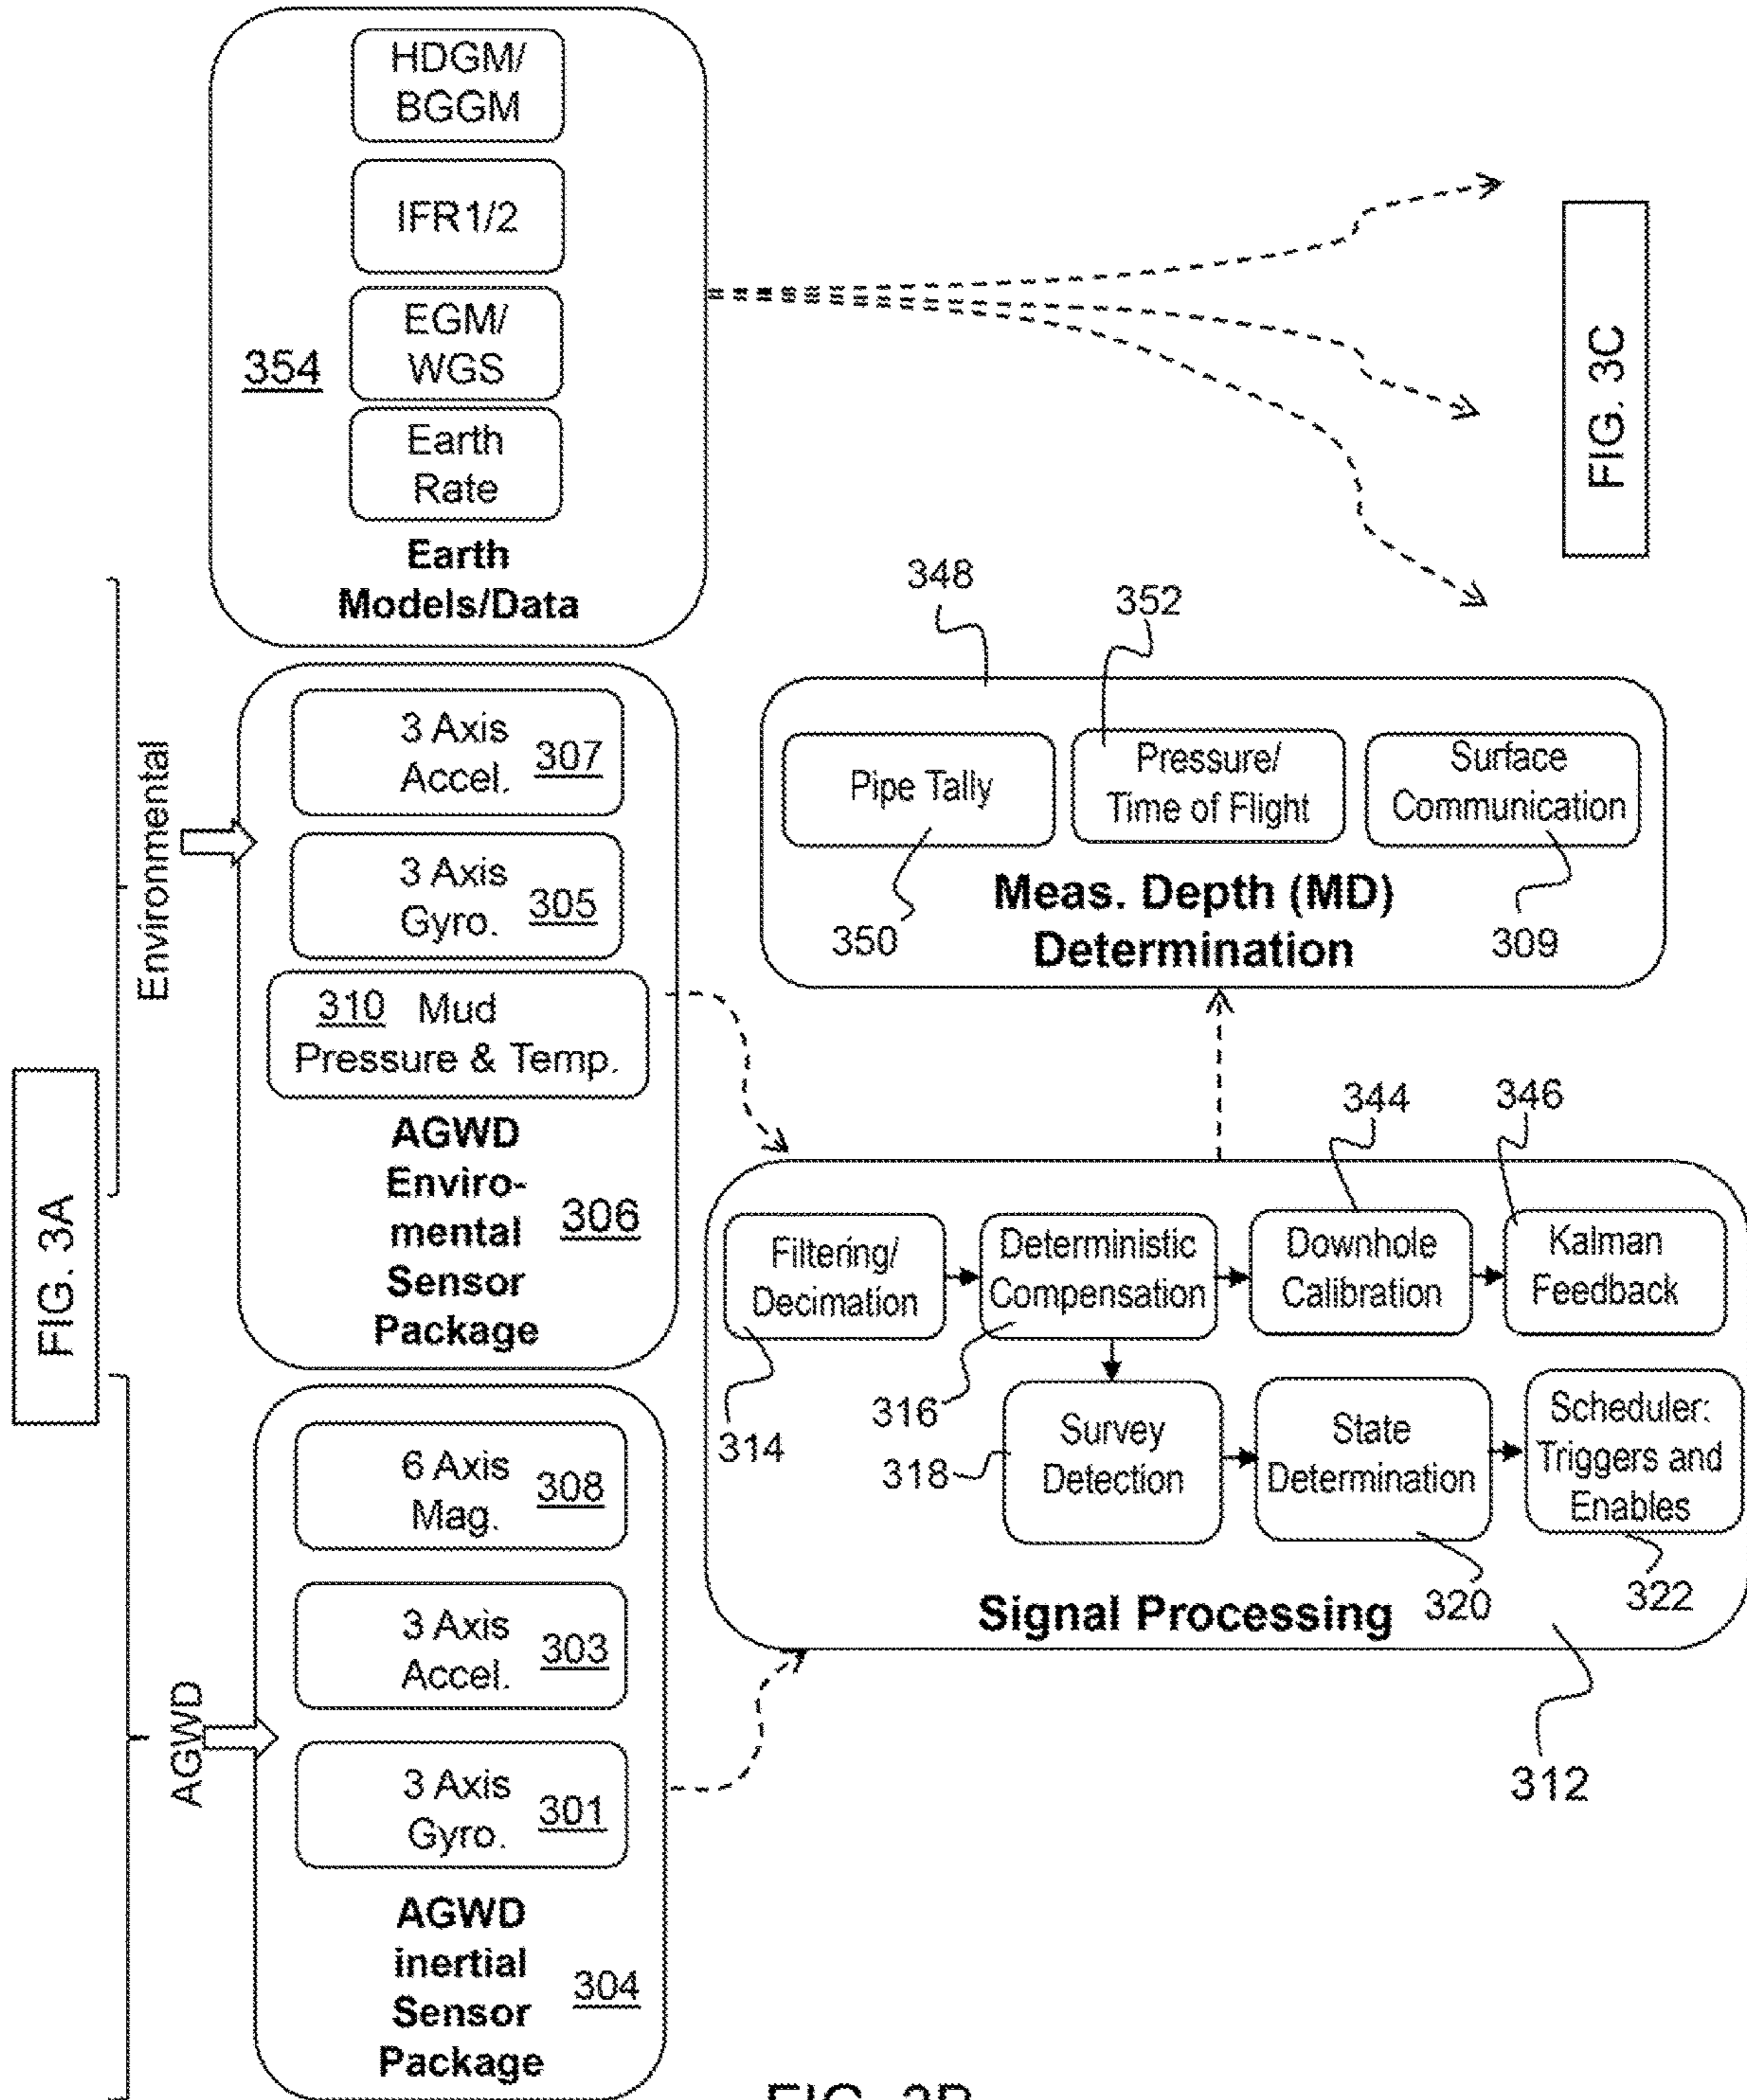 HDGM/
BGGM
IFR1/2
EGM/
WGS
354
Earth
Rate
Earth
Models/Data
FIG. 3C
348
352
Environmental
3 Axis
Accel.
307
3 Axis
Gyro.
305
310 Mud
Pressure & Temp.
AGWD
Enviro-
mental
Sensor
Package
306
Pipe Tally
Pressure/
Time of Flight
Surface
Communication
350
Meas. Depth (MD)
Determination
309
FIG. 3A
344
346
Filtering/
Decimation
Deterministic
Compensation
Downhole
Calibration
Kalman
Feedback
314
316
318
Survey
Detection
State
Determination
Scheduler:
Triggers and
Enables
Signal Processing
320
322
312
AGWD
6 Axis
Mag.
308
3 Axis
Accel.
303
3 Axis
Gyro.
301
AGWD
inertial
Sensor
Package
304
FIG. 3B